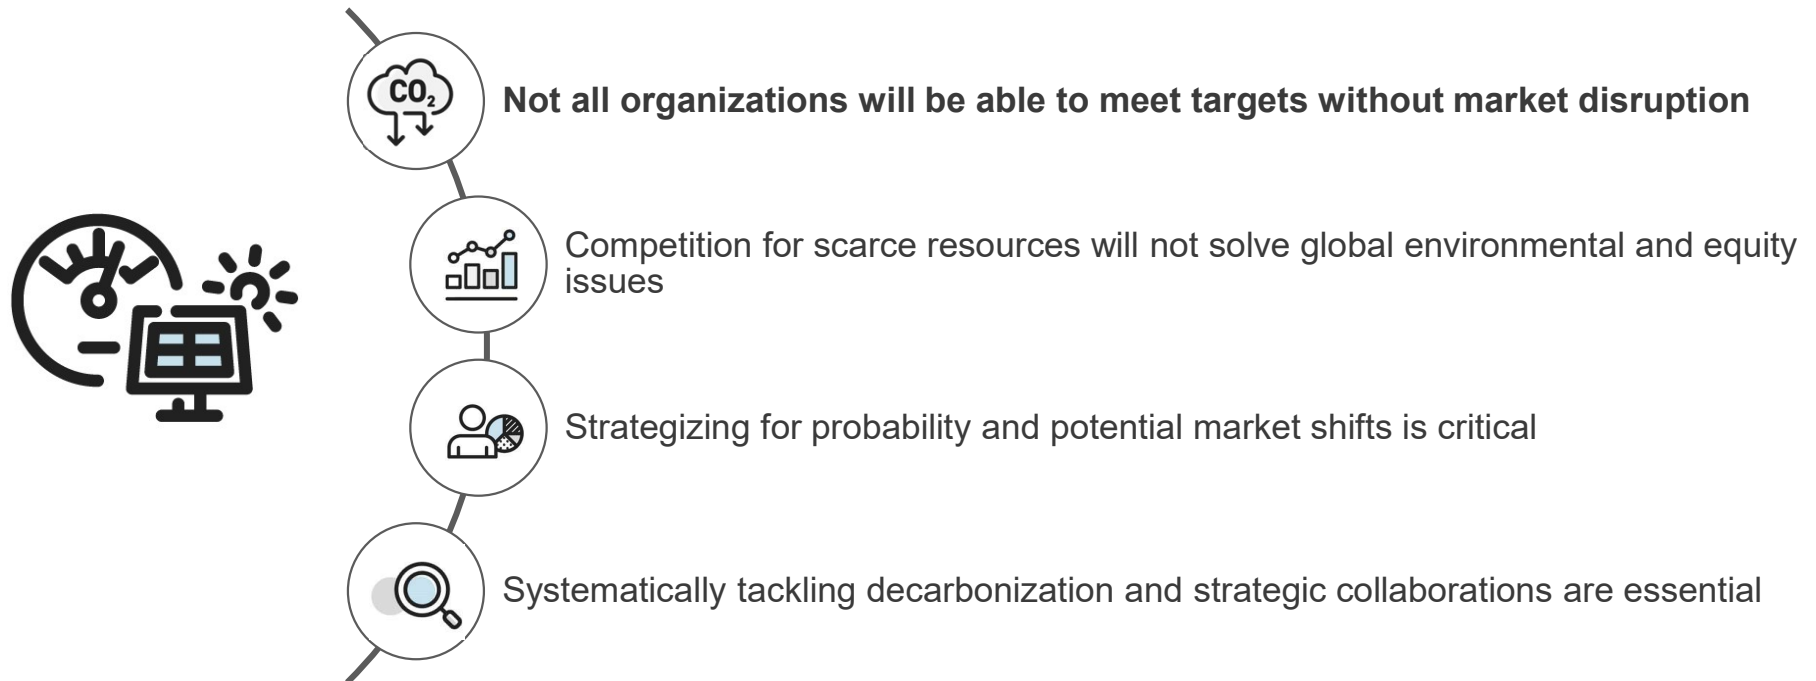 CO₂
Not all organizations will be able to meet targets without market disruption
Competition for scarce resources will not solve global environmental and equity
issues
Strategizing for probability and potential market shifts is critical
Systematically tackling decarbonization and strategic collaborations are essential